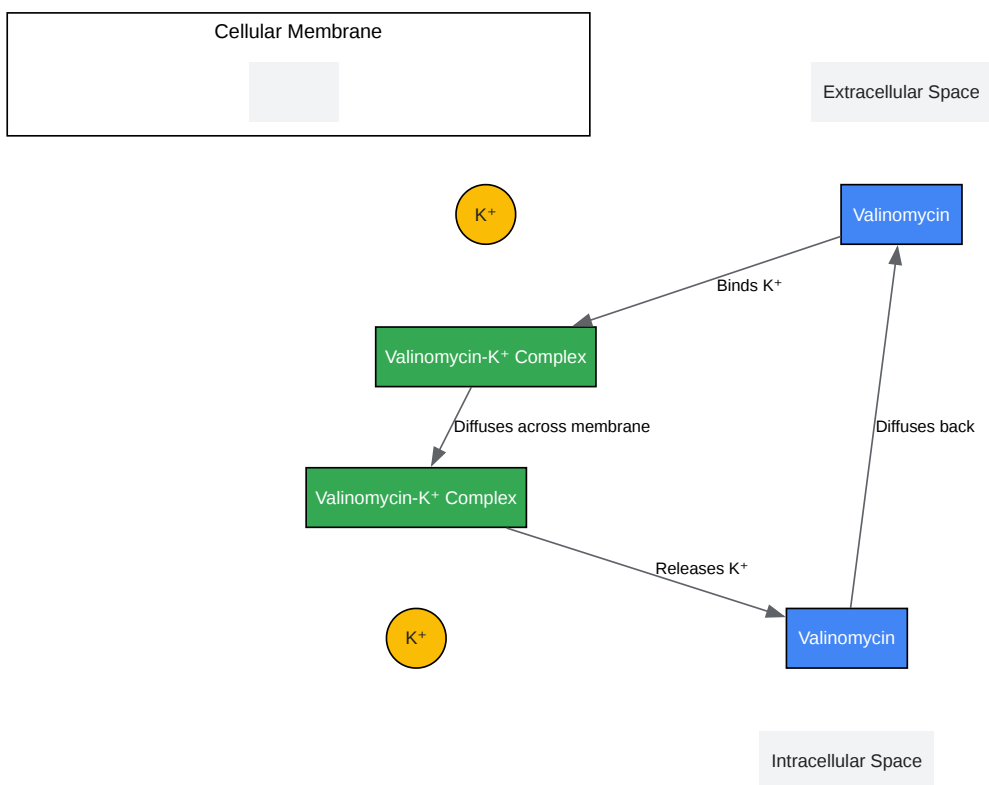 Cellular Membrane
Extracellular Space
K⁺
Valinomycin
Binds K⁺
Valinomycin-K⁺ Complex
Diffuses across membrane
Diffuses back
Valinomycin-K⁺ Complex
Releases K⁺
K⁺
Valinomycin
Intracellular Space